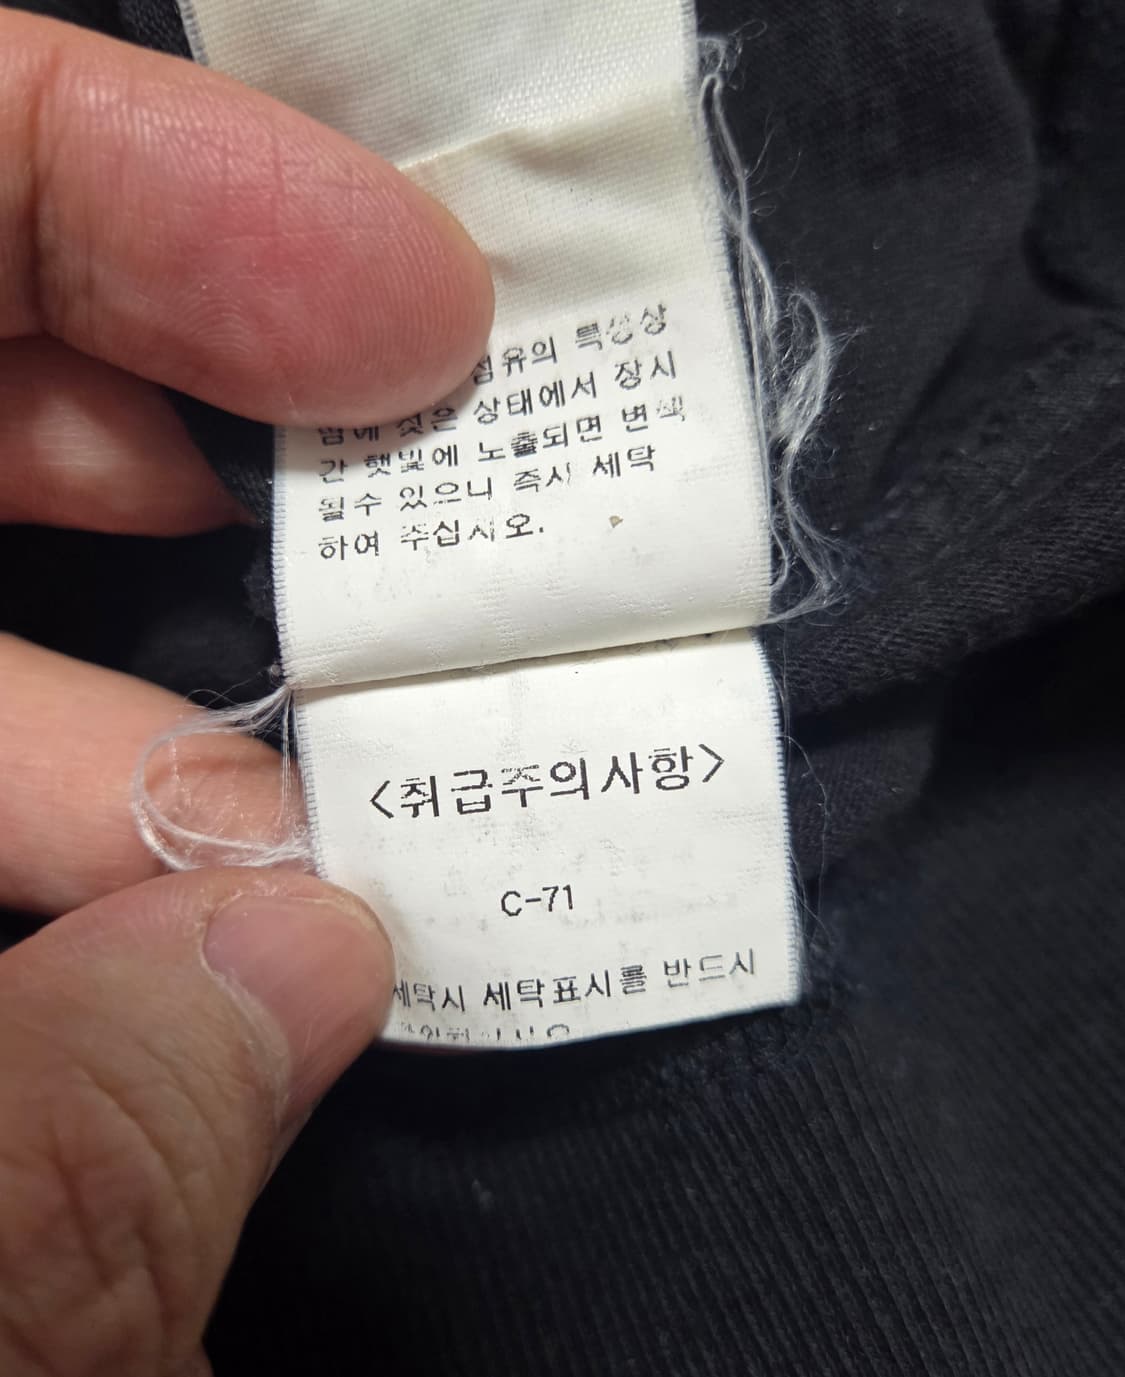 섬유의 특성상
땀에 젖은 상태에서 장시
간 햇빛에 노출되면 변색
될수 있으니 즉시 세탁
하여 주십시오.
<취급주의사항>
C-71
세탁시 세탁표시를 반드시